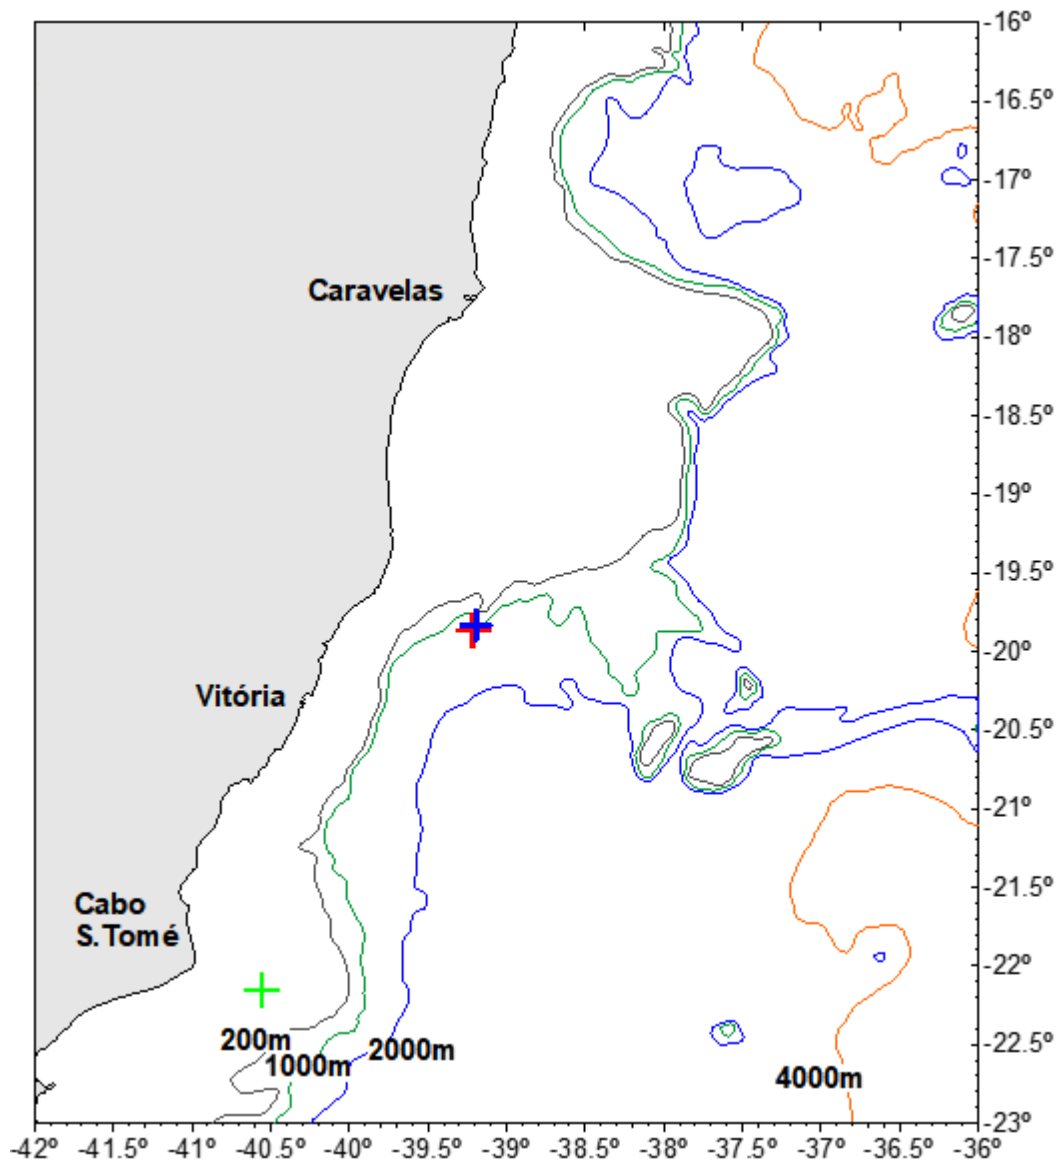 -16º
-16.5º
-17º
-17.5º
Caravelas
-18º
-18.5º
-19º
-19.5º
-20º
Vitória
-20.5º
-21º
-21.5º
Cabo
S.Tomé
-22º
200m
1000m
2000m
-22.5º
4000m
-23º
-42º
-41.5º
-41º
-40.5º
-40º
-39.5º
-39º
-38.5º
-38º
-37.5º
-37º
-36.5º
-36º